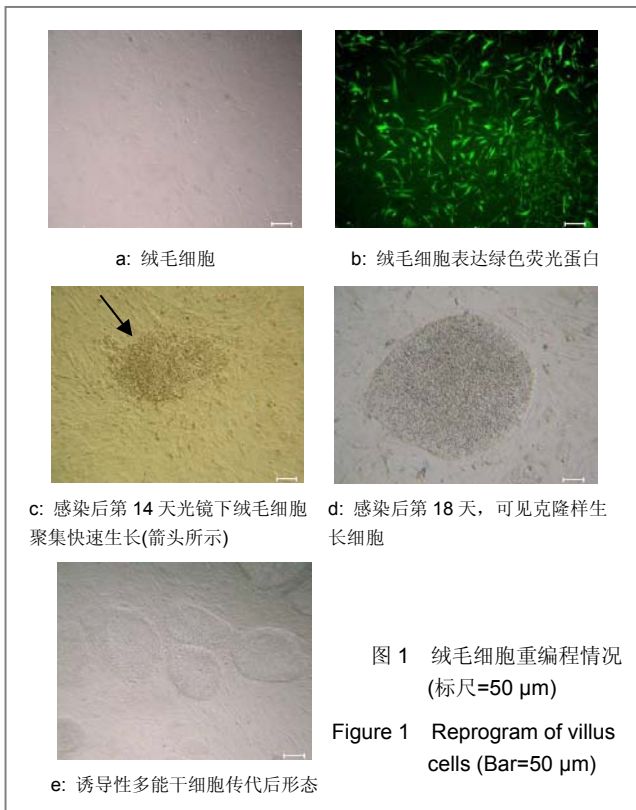 a: 绒毛细胞
b: 绒毛细胞表达绿色荧光蛋白
c: 感染后第 14 天光镜下绒毛细胞
聚集快速生长(箭头所示)
d: 感染后第 18 天，可见克隆样生
长细胞
e: 诱导性多能干细胞传代后形态
图 1 绒毛细胞重编程情况
(标尺=50 μm)
Figure 1 Reprogram of villus
cells (Bar=50 μm)